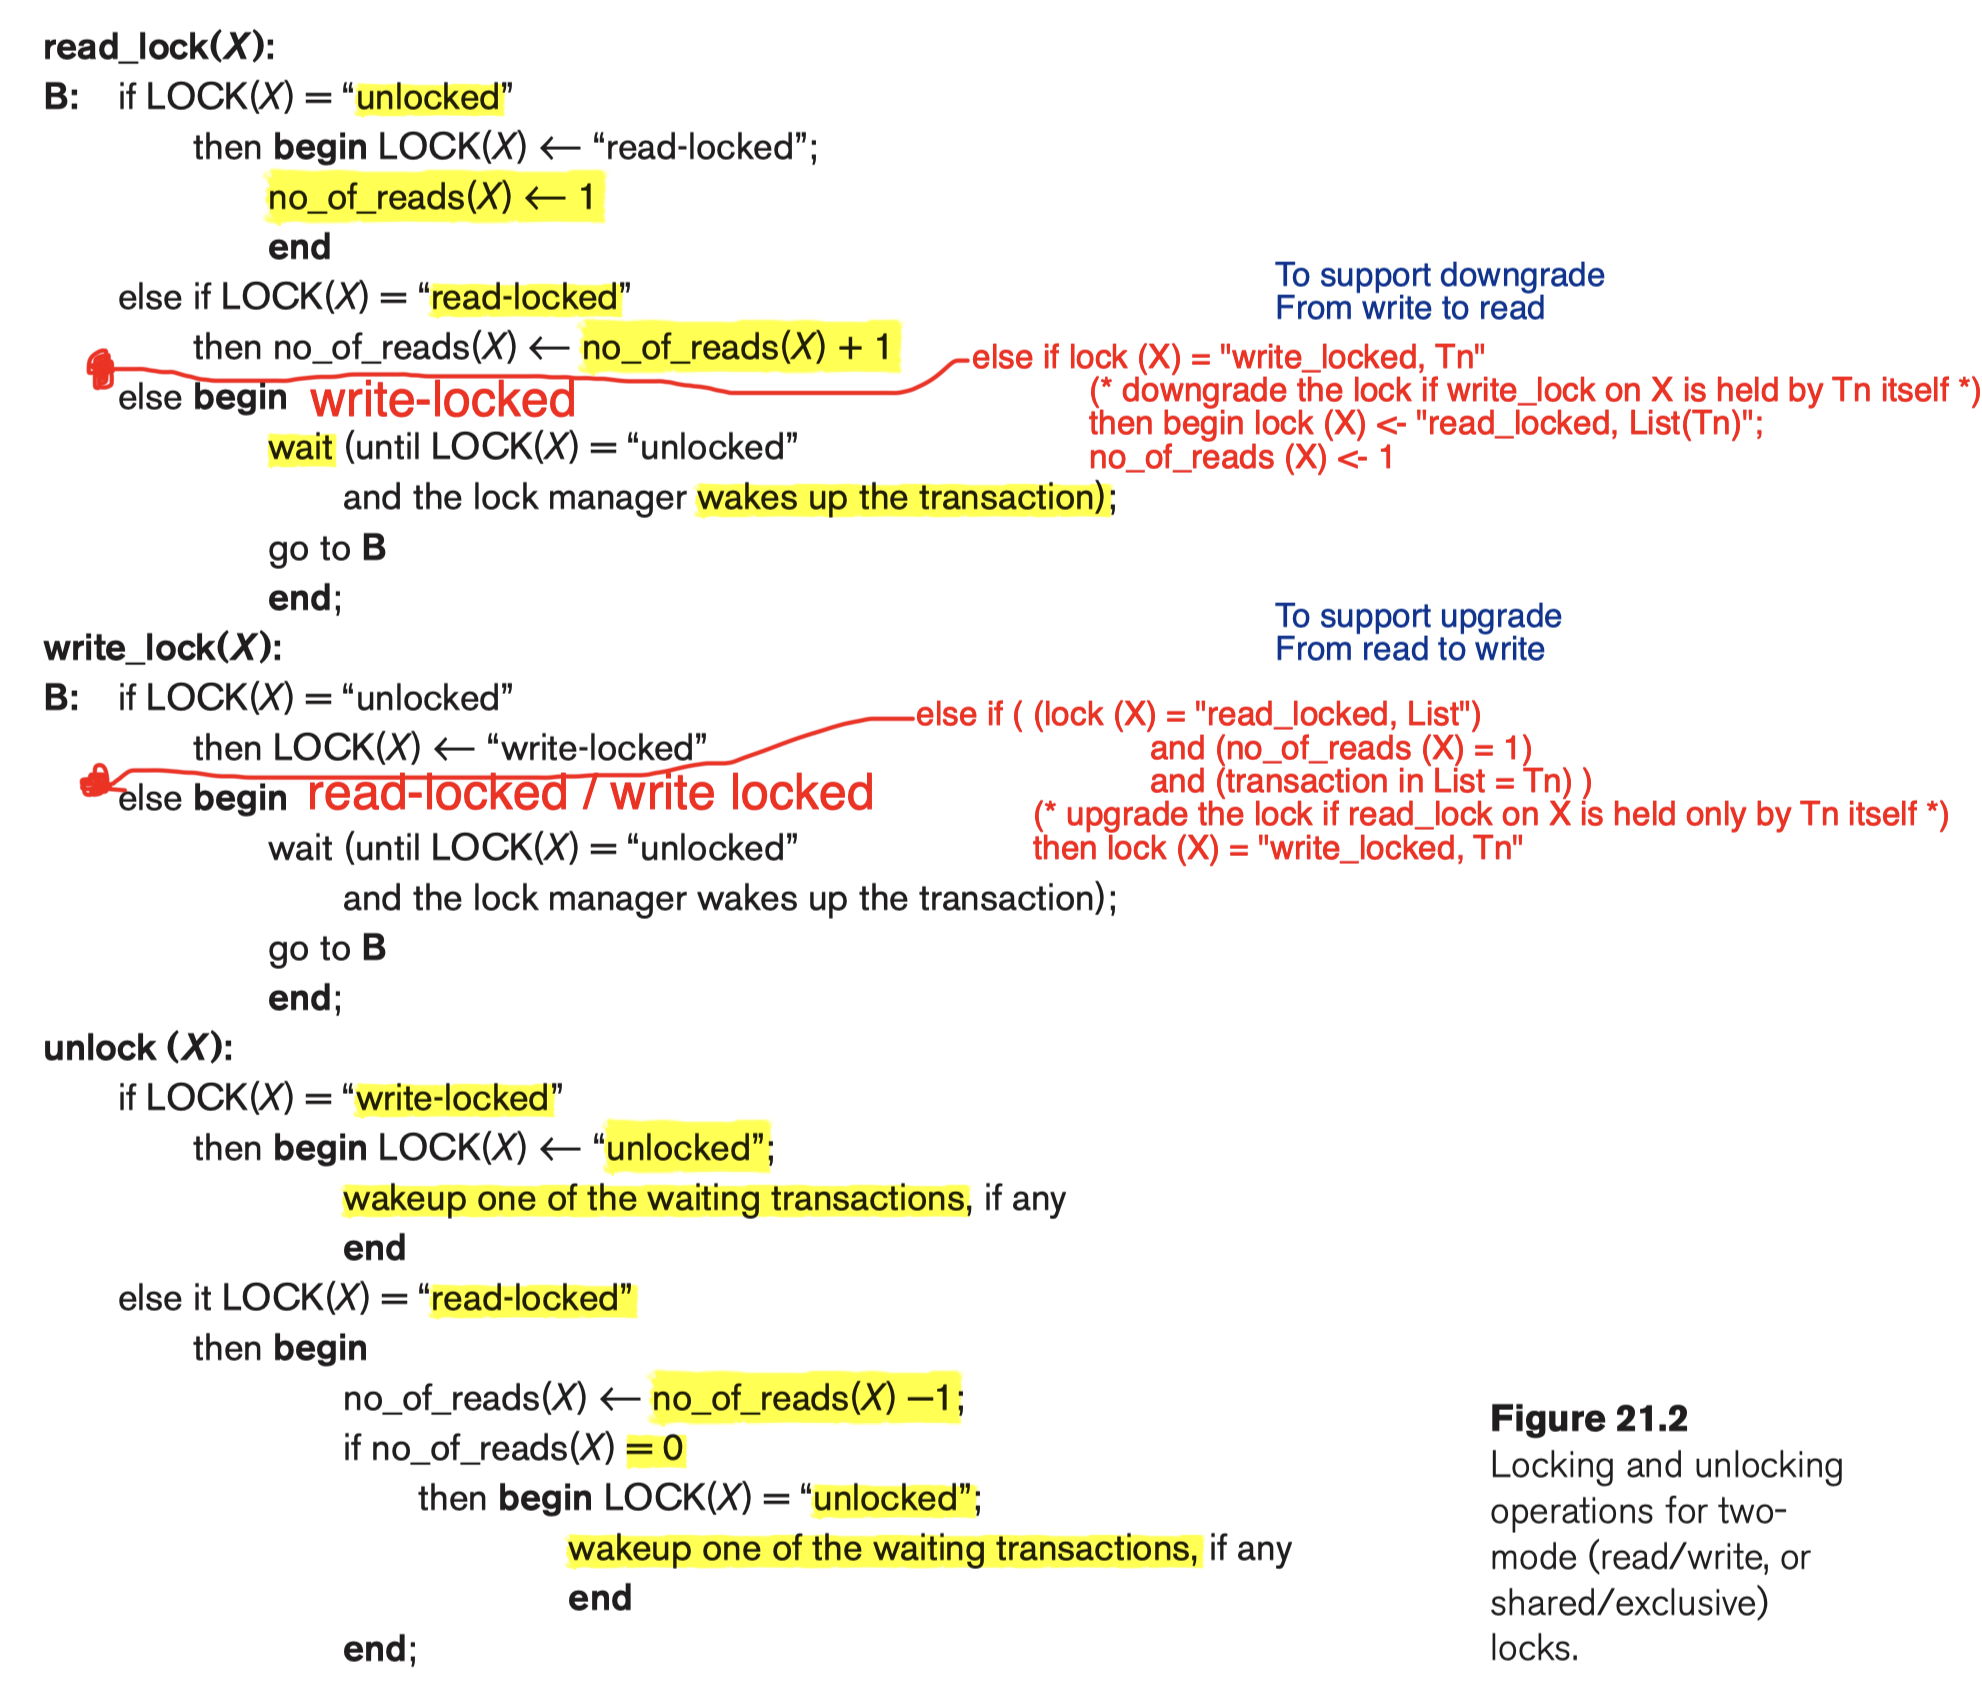 read_lock(X):
B: if LOCK(X) = “unlocked”
then begin LOCK(X) ← “read-locked”;
no_of_reads(X) ← 1
end
else if LOCK(X) = “read-locked”
then no_of_reads(X) ← no_of_reads(X) + 1
else begin write-locked
wait (until LOCK(X) = “unlocked”
and the lock manager wakes up the transaction);
go to B
end;
To support downgrade
From write to read
else if lock (X) = "write_locked, Tn"
(* downgrade the lock if write_lock on X is held by Tn itself *)
then begin lock (X) <- "read_locked, List(Tn)";
no_of_reads (X) <- 1
write_lock(X):
B: if LOCK(X) = “unlocked”
then LOCK(X) ← “write-locked”
else begin read-locked / write locked
wait (until LOCK(X) = “unlocked”
and the lock manager wakes up the transaction);
go to B
end;
To support upgrade
From read to write
else if ( (lock (X) = "read_locked, List")
and (no_of_reads (X) = 1)
and (transaction in List = Tn) )
(* upgrade the lock if read_lock on X is held only by Tn itself *)
then lock (X) = "write_locked, Tn"
unlock (X):
if LOCK(X) = “write-locked”
then begin LOCK(X) ← “unlocked”;
wakeup one of the waiting transactions, if any
end
else it LOCK(X) = “read-locked”
then begin
no_of_reads(X) ← no_of_reads(X) −1;
if no_of_reads(X) = 0
then begin LOCK(X) = “unlocked”;
wakeup one of the waiting transactions, if any
end
end;
Figure 21.2
Locking and unlocking
operations for two-
mode (read/write, or
shared/exclusive)
locks.